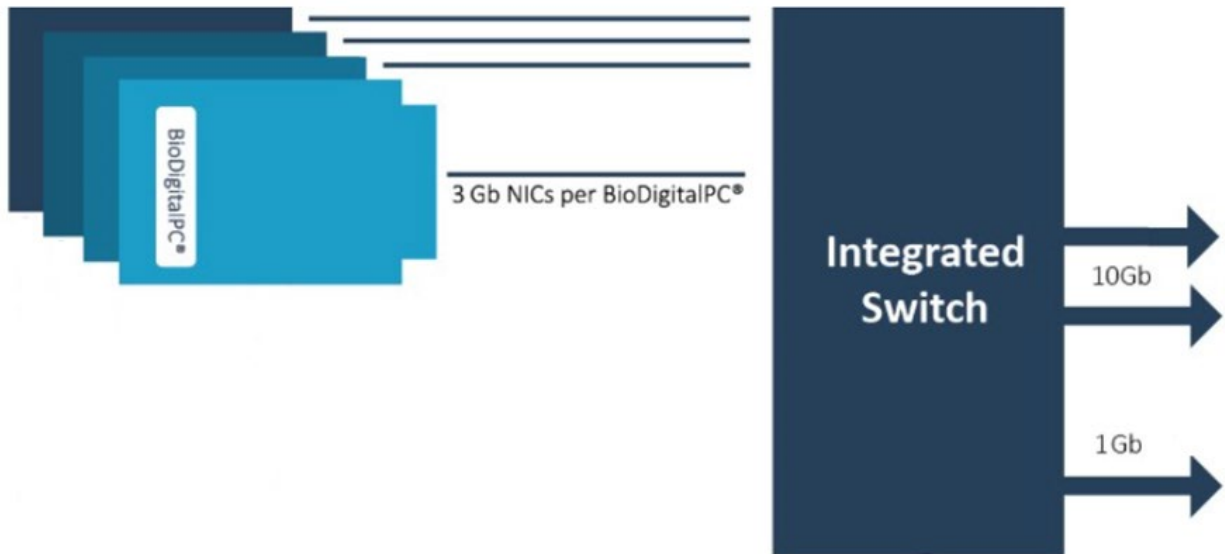 BioDigitalPC®
3 Gb NICs per BioDigitalPC®
Integrated
Switch
10Gb
1Gb